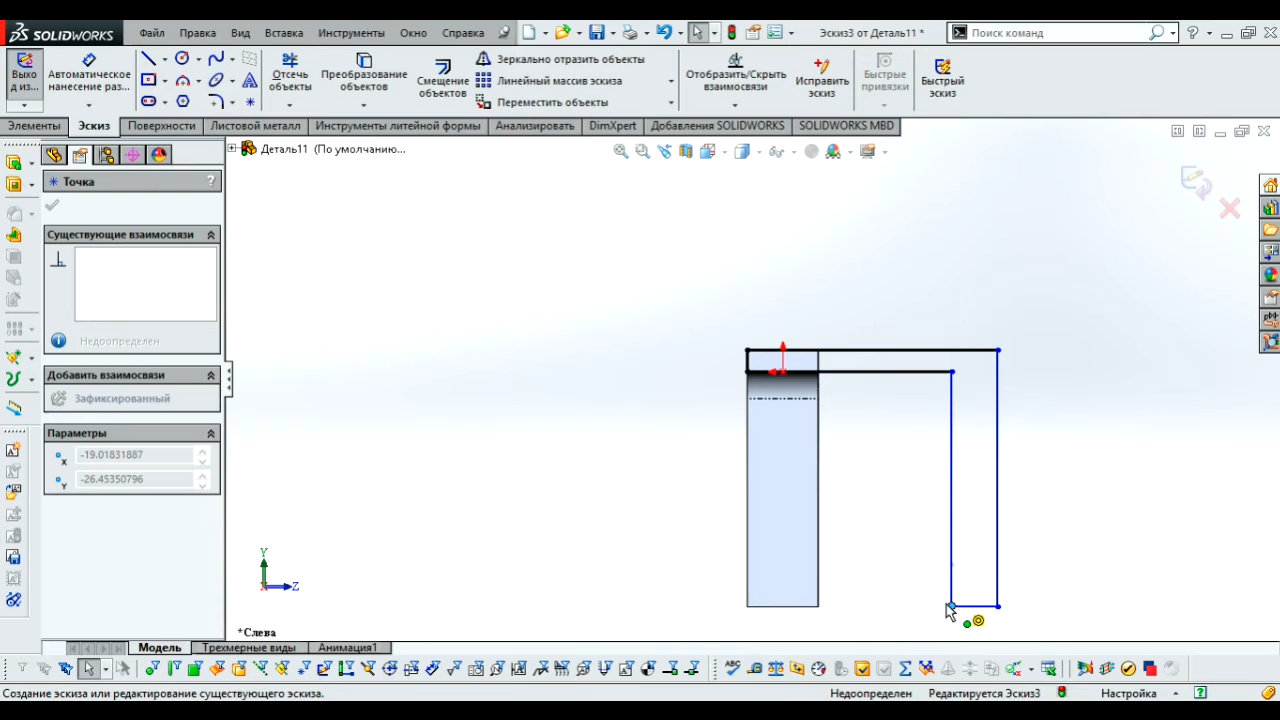 SOLIDWORKS Файл Правка Вид Вставка Инструменты Окно Справка Эскиз3 из Деталь11 * Поиск команд
Выхо
д из...
Автоматическое
нанесение раз...
Отсечь
объекты
Преобразование
объектов
Смещение
объектов
Зеркально отразить объекты
Линейный массив эскиза
Переместить объекты
Отобразить/Скрыть
взаимосвязи
Исправить
эскиз
Быстрые
привязки
Быстрый
эскиз
Элементы Эскиз Поверхности Листовой металл Инструменты литейной формы Анализировать DimXpert Добавления SOLIDWORKS SOLIDWORKS MBD
Деталь11 (По умолчанию...
Точка ?
Существующие взаимосвязи
Недоопределен
Добавить взаимосвязи
Зафиксированный
Параметры
x -19.01831887
y -26.45350796
Y
X Z
*Слева
Модель Трехмерные виды Анимация1
Создание эскиза или редактирование существующего эскиза. Недоопределен Редактируется Эскиз3 Настройка ?